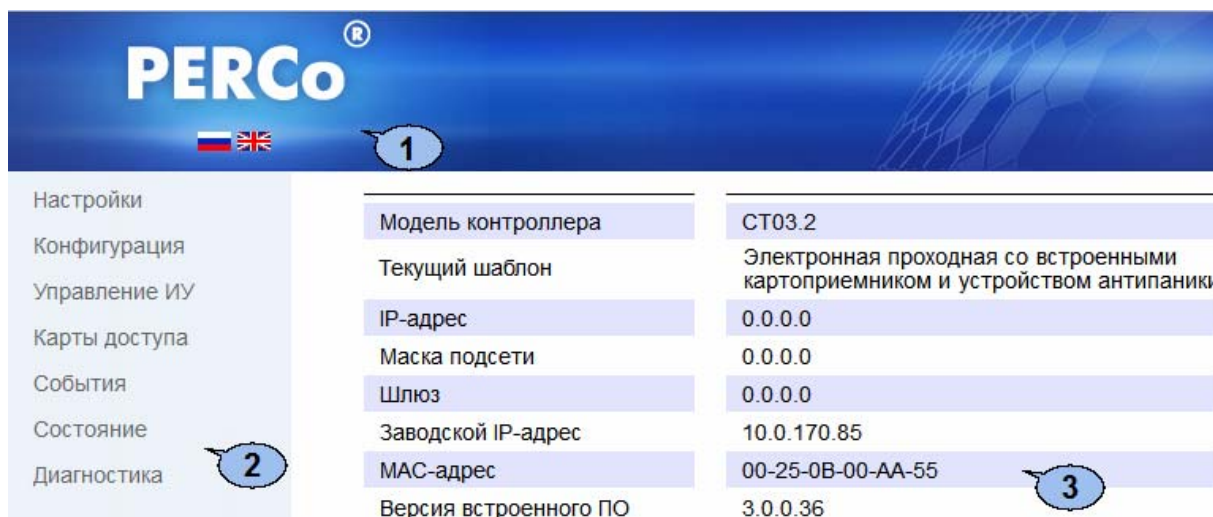 PERCo®
1
Настройки
Конфигурация
Управление ИУ
Карты доступа
События
Состояние
Диагностика
2
Модель контроллера CT03.2
Текущий шаблон Электронная проходная со встроенными
картоприемником и устройством антипаники
IP-адрес 0.0.0.0
Маска подсети 0.0.0.0
Шлюз 0.0.0.0
Заводской IP-адрес 10.0.170.85
MAC-адрес 00-25-0B-00-AA-55
Версия встроенного ПО 3.0.0.36
3